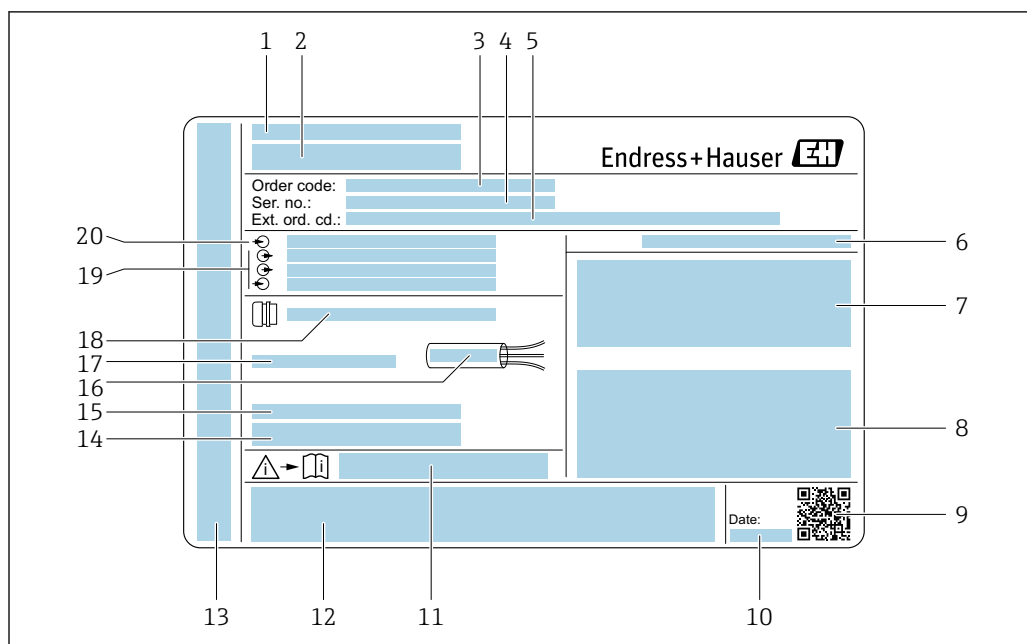 1 2 3 4 5
Endress+Hauser EH
Order code:
Ser. no.:
Ext. ord. cd.:
20
6
19
7
18
17
16
15
14
8
i i
Date:
9
13 12 11 10